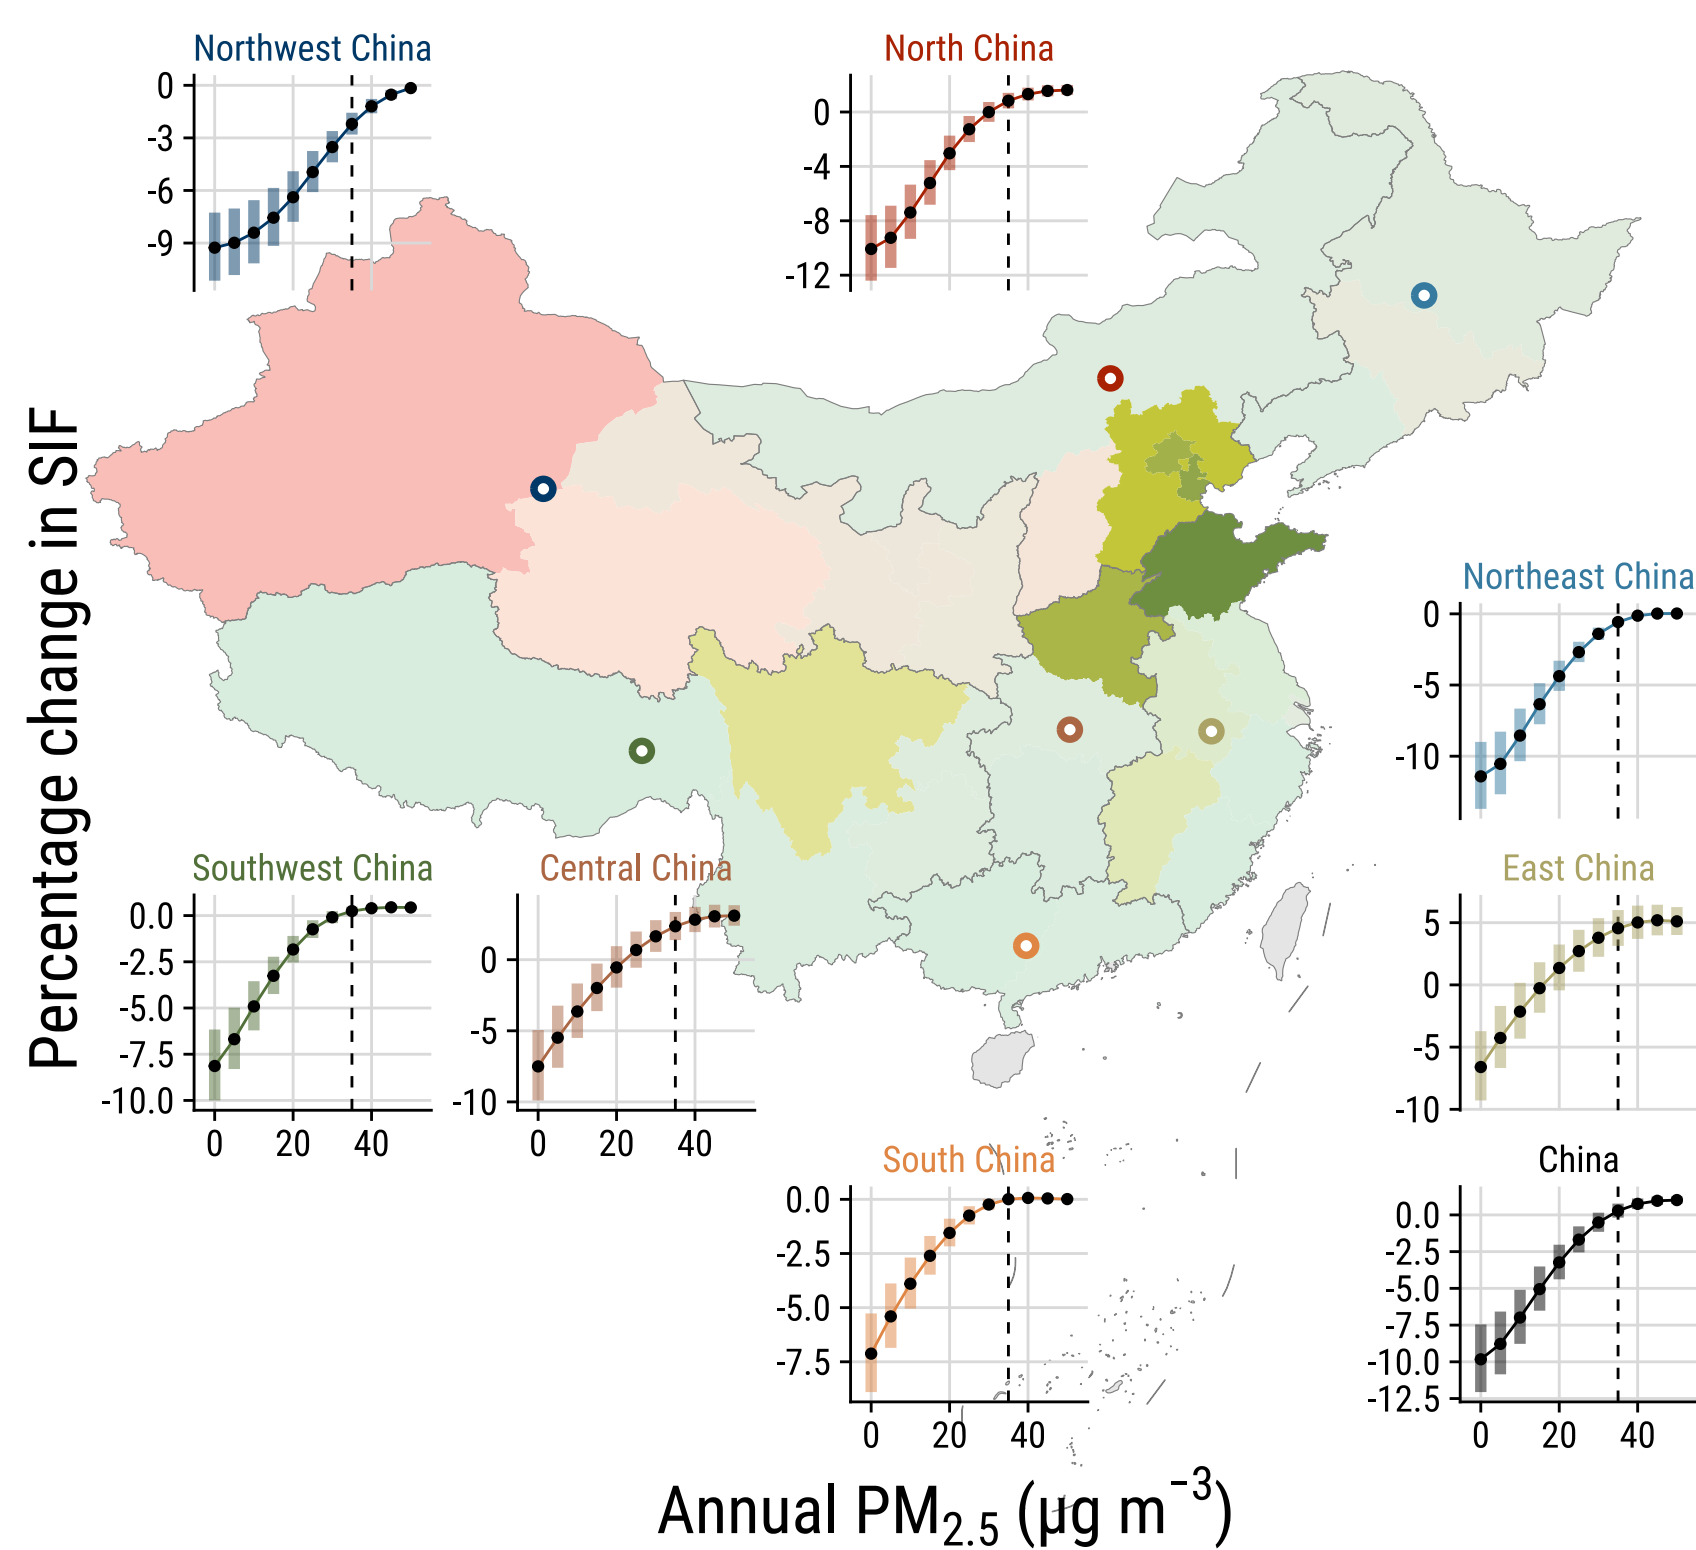 Northwest China
0
-3
-6
-9
North China
0
-4
-8
-12
Percentage change in SIF
Northeast China
0
-5
-10
Southwest China
0.0
-2.5
-5.0
-7.5
-10.0
0 20 40
Central China
0
-5
-10
0 20 40
East China
5
0
-5
-10
South China
0.0
-2.5
-5.0
-7.5
0 20 40
China
0.0
-2.5
-5.0
-7.5
-10.0
-12.5
0 20 40
Annual PM₂.₅ (μg m⁻³)